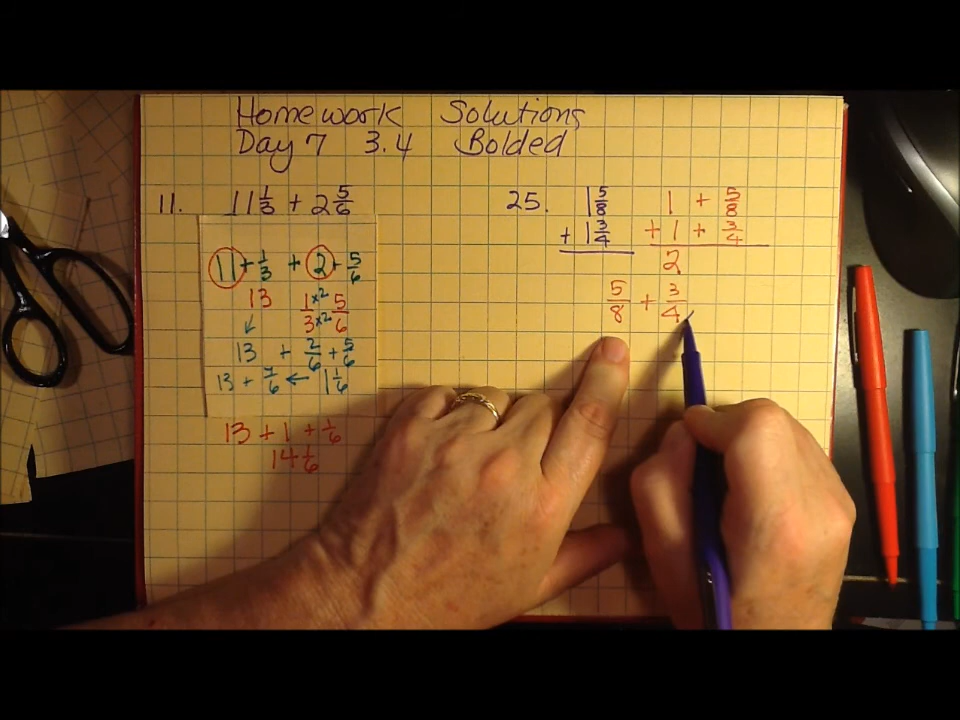 Homework Solutions
Day 7 3.4 Bolded
11. 11 1/3 + 2 5/6
11 + 1/3 + 2 + 5/6
13 1/3 x2 x2 5/6
↙
13 + 2/6 + 5/6
13 + 7/6 ← 1 1/6
13 + 1 + 1/6
14 1/6
25. 1 5/8
+ 1 3/4
1 + 5/8
+ 1 + 3/4
2
5/8 + 3/4